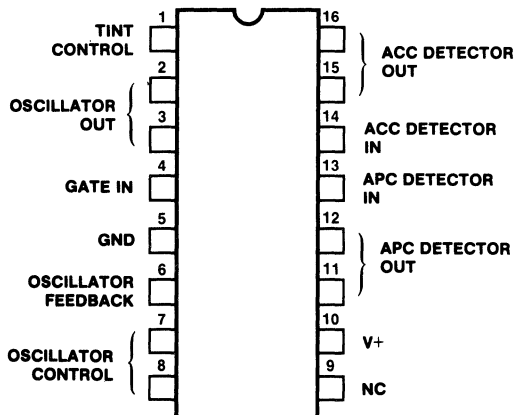 1
TINT
CONTROL
2
OSCILLATOR
OUT
3
4
GATE IN
5
GND
6
OSCILLATOR
FEEDBACK
7
OSCILLATOR
CONTROL
8
16
ACC DETECTOR
OUT
15
14
ACC DETECTOR
IN
13
APC DETECTOR
IN
12
APC DETECTOR
OUT
11
10
V+
9
NC